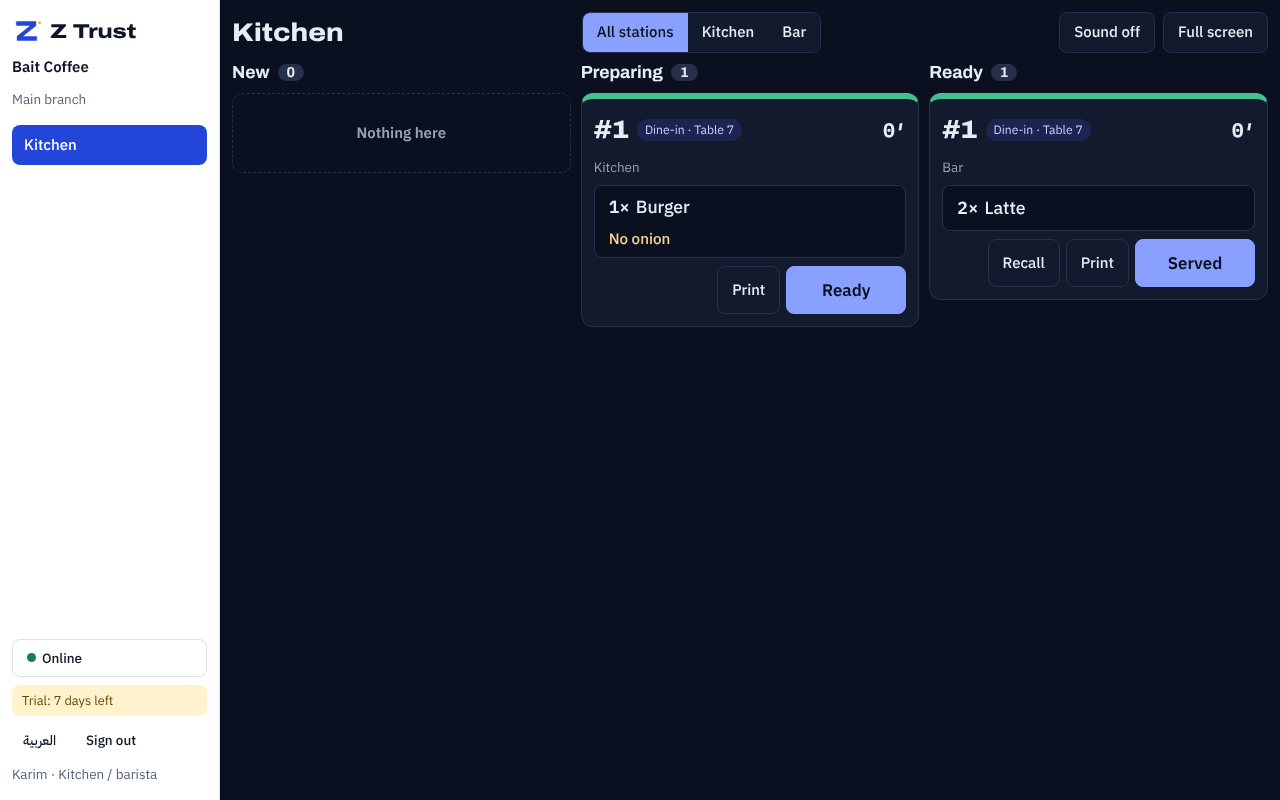 Z Trust
Bait Coffee
Main branch
Kitchen
Online
Trial: 7 days left
العربية
Sign out
Karim · Kitchen / barista
Kitchen
All stations
Kitchen
Bar
Sound off
Full screen
New 0
Nothing here
Preparing 1
#1 Dine-in · Table 7 0′
Kitchen
1× Burger
No onion
Print
Ready
Ready 1
#1 Dine-in · Table 7 0′
Bar
2× Latte
Recall
Print
Served